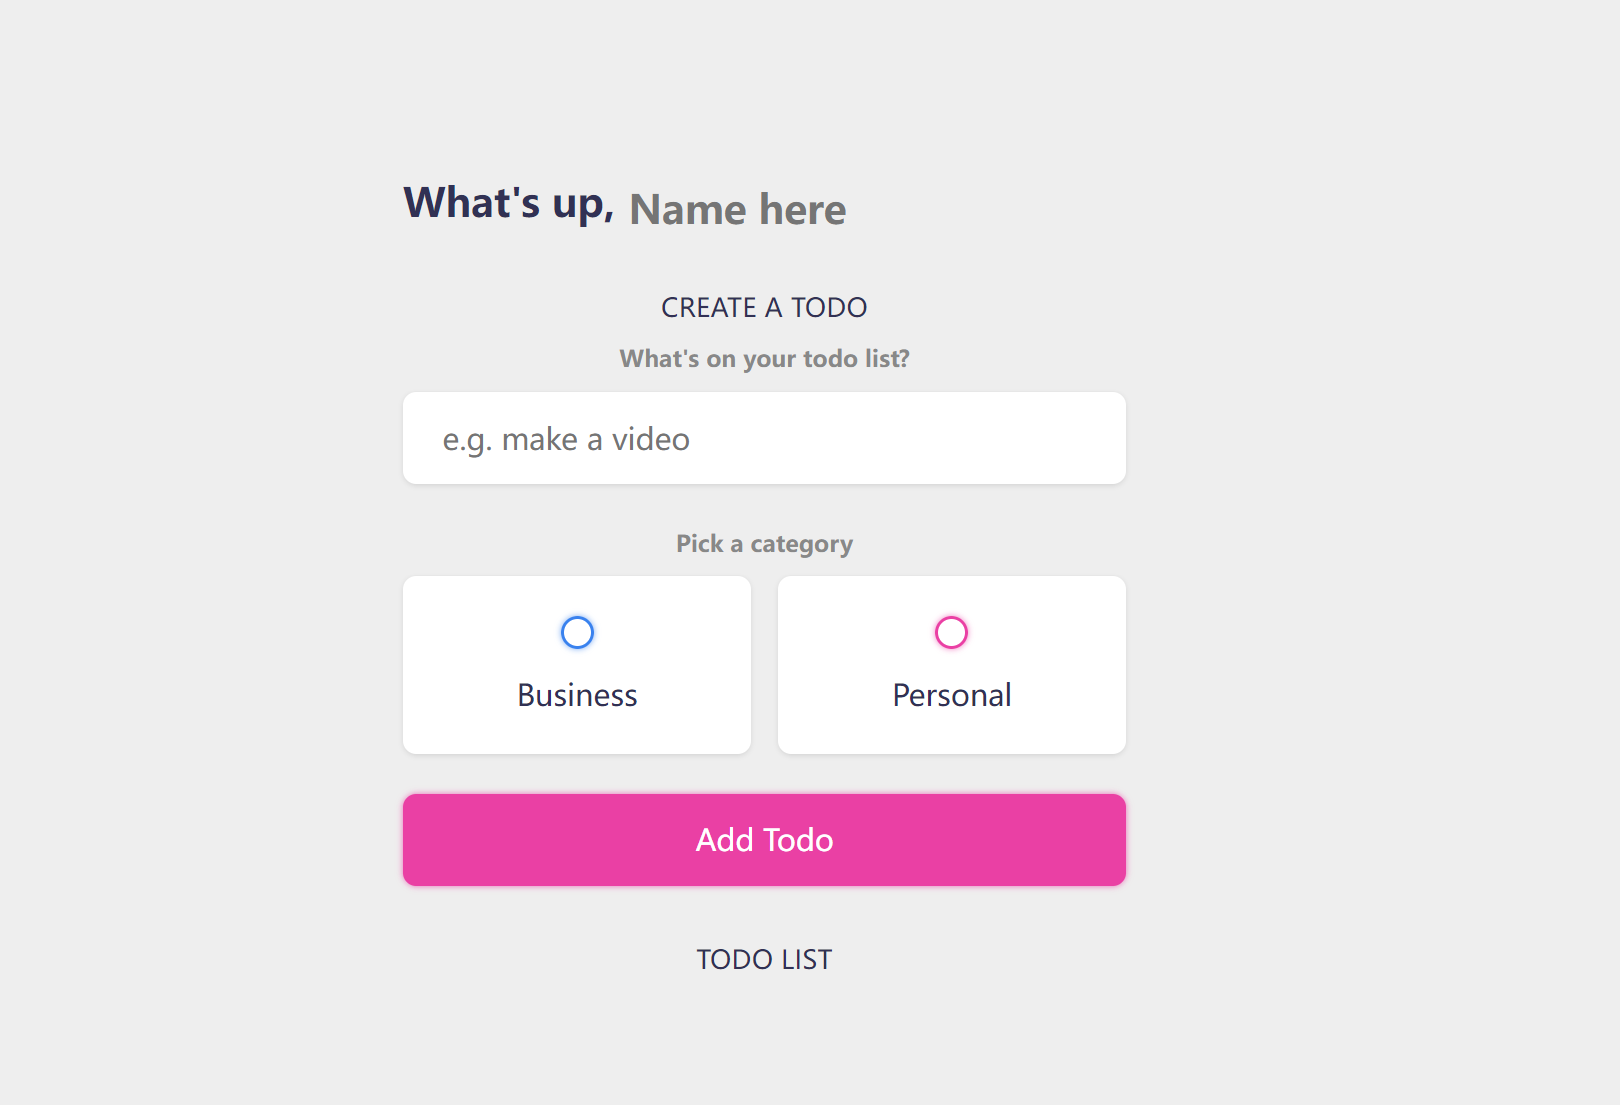 What's up, Name here
CREATE A TODO
What's on your todo list?
e.g. make a video
Pick a category
Business
Personal
Add Todo
TODO LIST